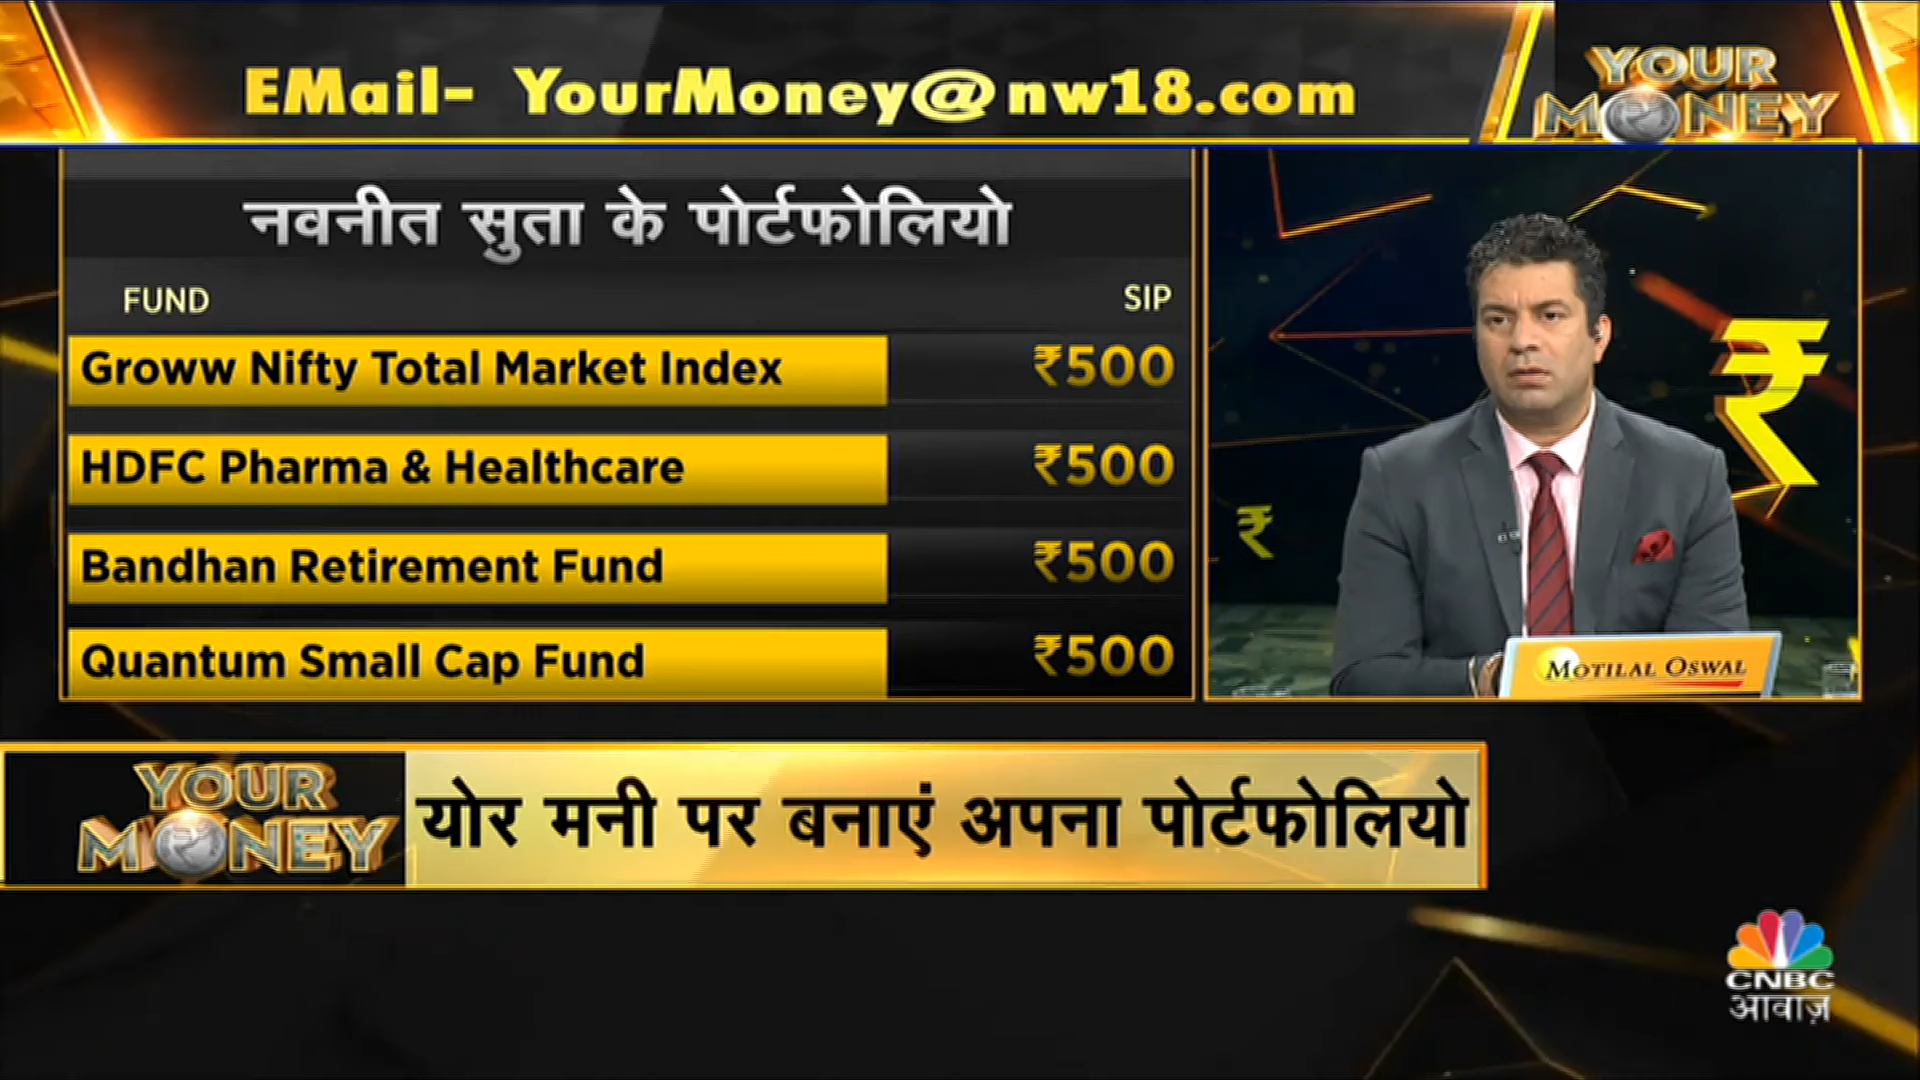 EMail- YourMoney@nw18.com
YOUR
MONEY
नवनीत सुता के पोर्टफोलियो
FUND SIP
Groww Nifty Total Market Index ₹500
HDFC Pharma & Healthcare ₹500
Bandhan Retirement Fund ₹500
Quantum Small Cap Fund ₹500
₹
₹
MOTILAL OSWAL
YOUR
MONEY
योर मनी पर बनाएं अपना पोर्टफोलियो
CNBC
आवाज़